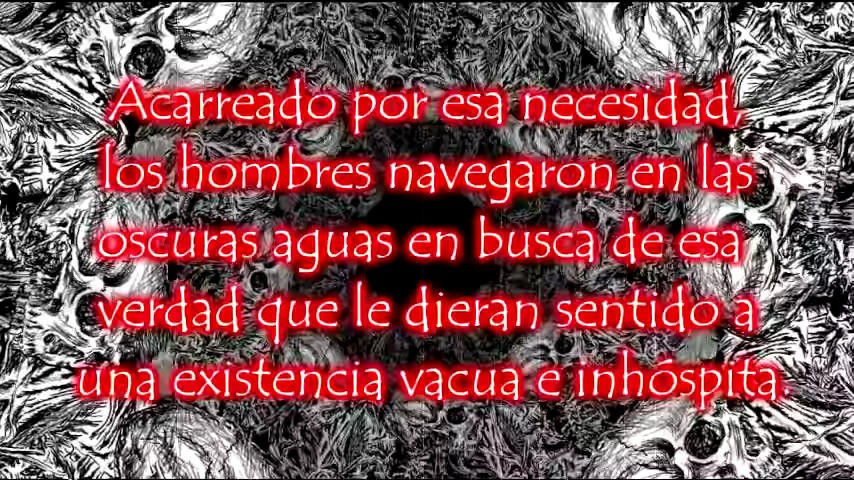 Acarreado por esa necesidad,
los hombres navegaron en las
oscuras aguas en busca de esa
verdad que le dieran sentido a
una existencia vacua e inhóspita.